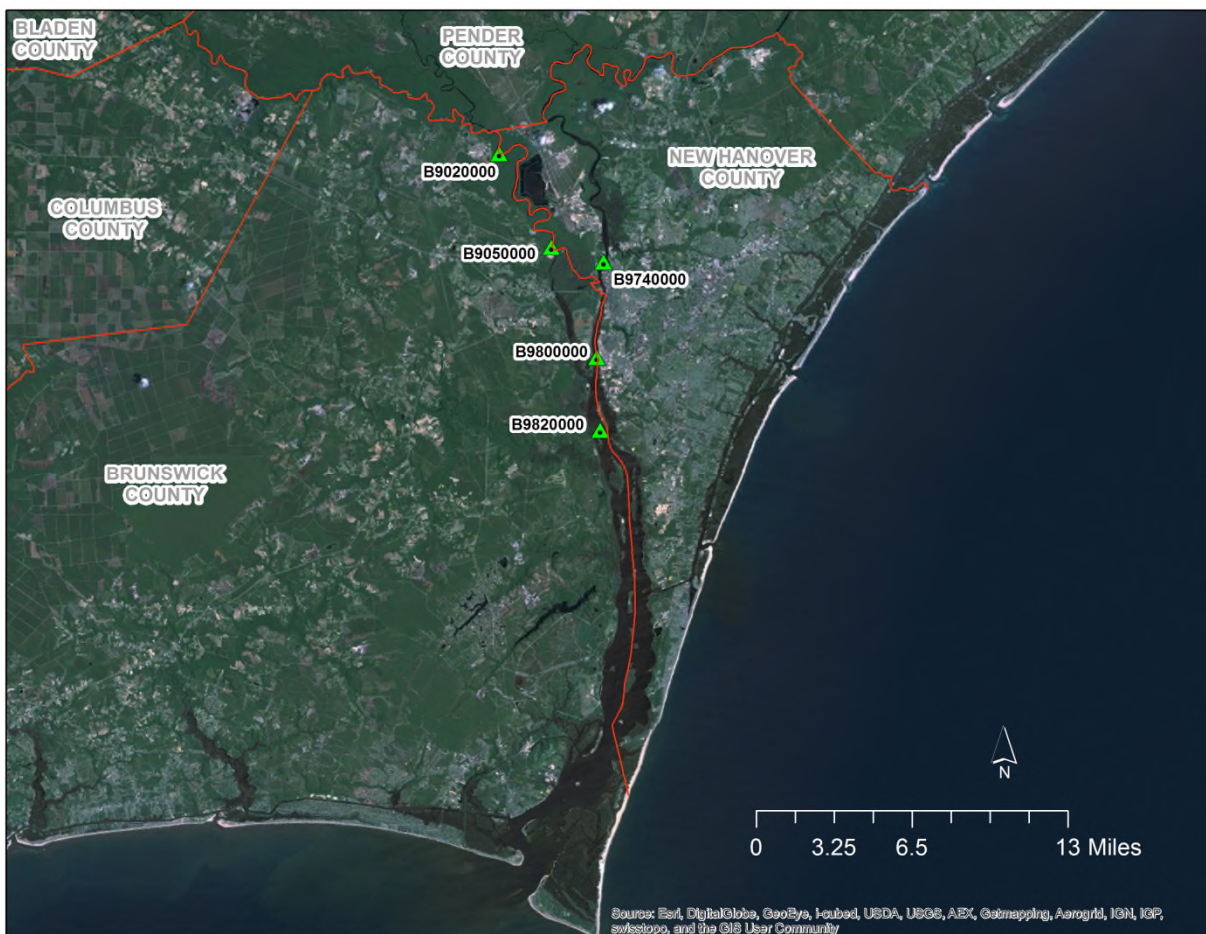 BLADEN
COUNTY
PENDER
COUNTY
NEW HANOVER
COUNTY
B9020000
COLUMBUS
COUNTY
B9050000
B9740000
B9800000
B9820000
BRUNSWICK
COUNTY
N
0 3.25 6.5 13 Miles
Source: Esri, DigitalGlobe, GeoEye, i-cubed, USDA, USGS, AEX, Getmapping, Aerogrid, IGN, IGP,
swisstopo, and the GIS User Community